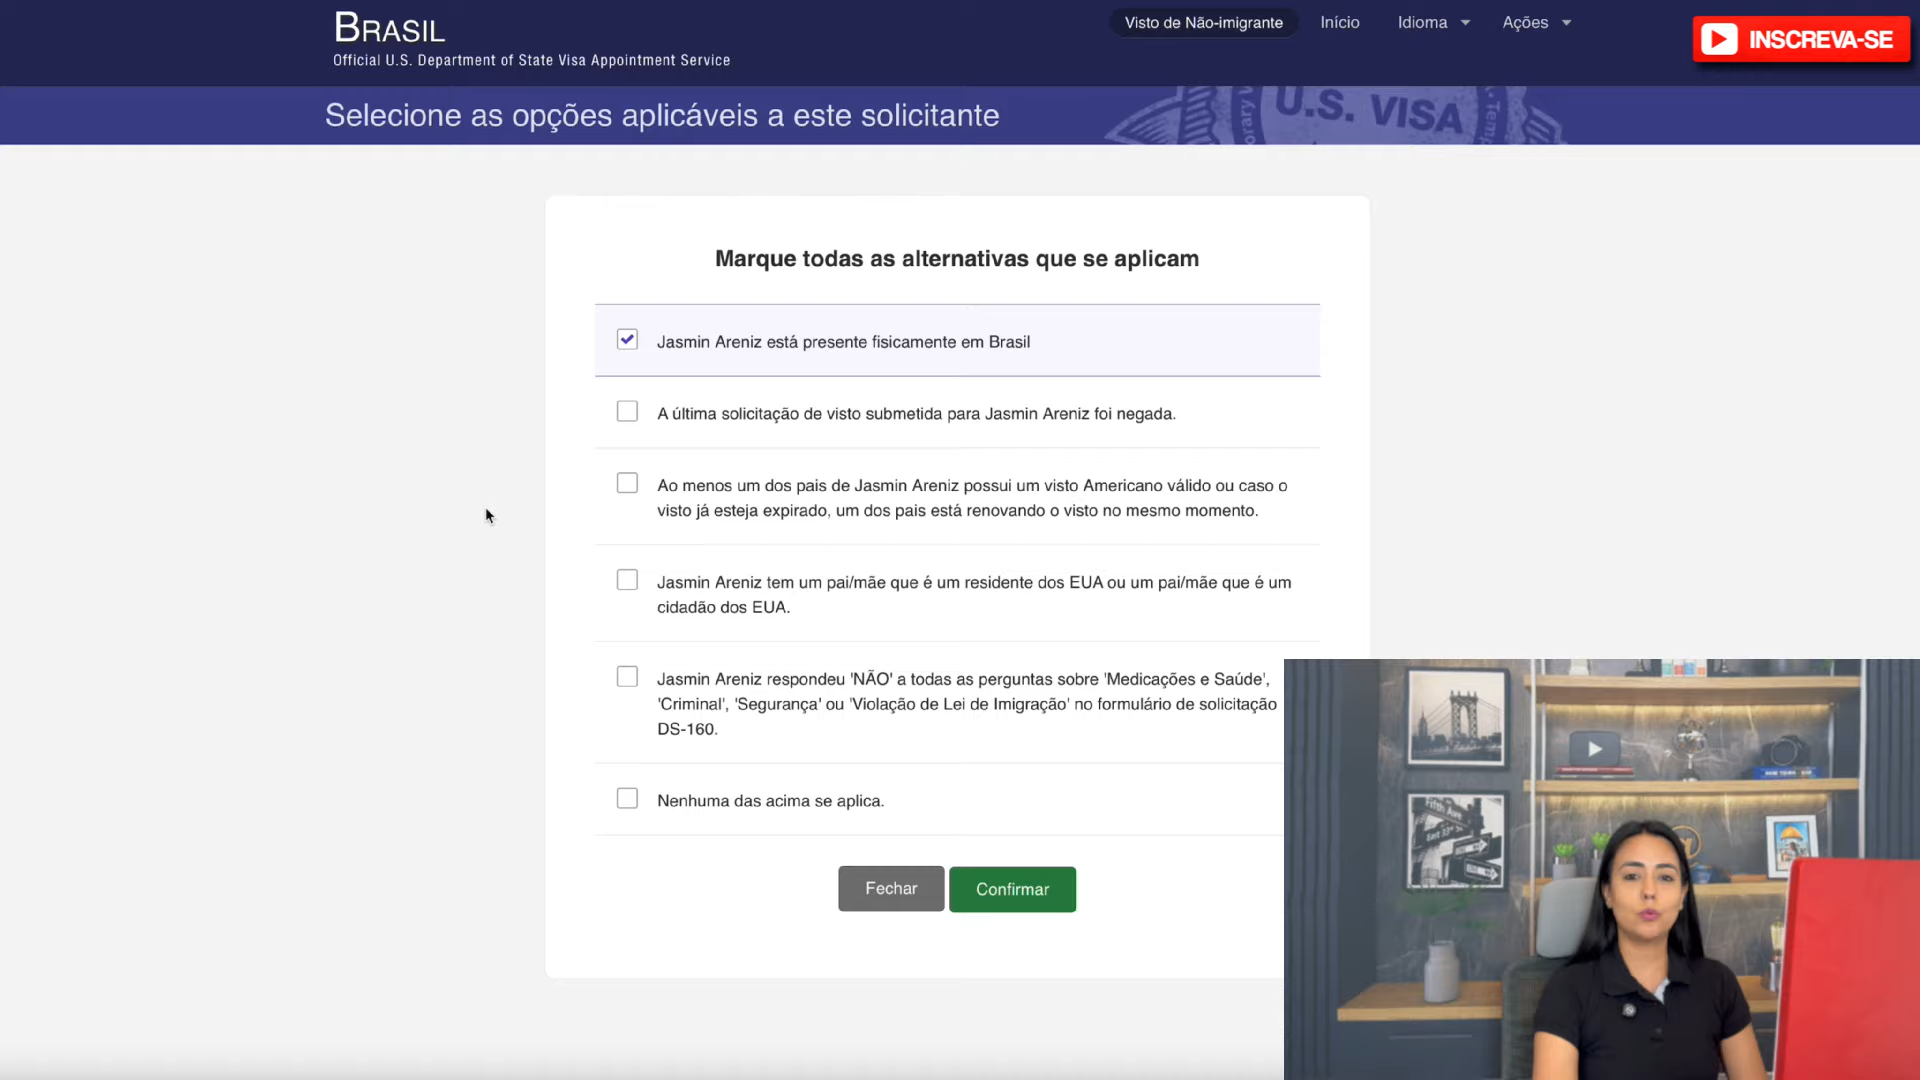 BRASIL
Official U.S. Department of State Visa Appointment Service
Visto de Não-imigrante
Início
Idioma
Ações
INSCREVA-SE
Selecione as opções aplicáveis a este solicitante
U.S. VISA
Marque todas as alternativas que se aplicam
Jasmin Areniz está presente fisicamente em Brasil
A última solicitação de visto submetida para Jasmin Areniz foi negada.
Ao menos um dos pais de Jasmin Areniz possui um visto Americano válido ou caso o
visto já esteja expirado, um dos pais está renovando o visto no mesmo momento.
Jasmin Areniz tem um pai/mãe que é um residente dos EUA ou um pai/mãe que é um
cidadão dos EUA.
Jasmin Areniz respondeu 'NÃO' a todas as perguntas sobre 'Medicações e Saúde',
'Criminal', 'Segurança' ou 'Violação de Lei de Imigração' no formulário de solicitação
DS-160.
Nenhuma das acima se aplica.
Fechar
Confirmar
Fifth Ave